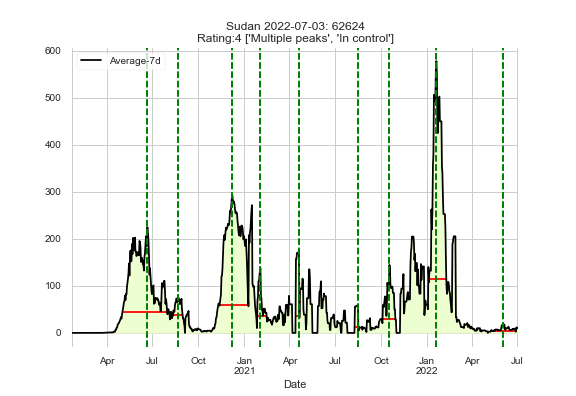 Sudan 2022-07-03: 62624
Rating:4 ['Multiple peaks', 'In control']
Average-7d
600
500
400
300
200
100
0
Apr Jul Oct Jan Apr Jul Oct Jan Apr Jul
2021 2022
Date